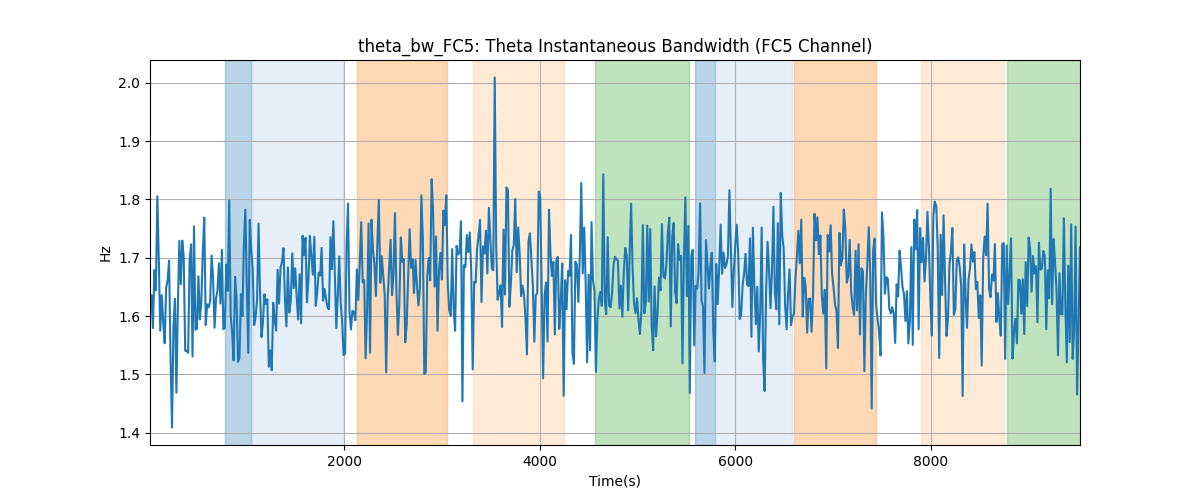 theta_bw_FC5: Theta Instantaneous Bandwidth (FC5 Channel)
2.0
1.9
1.8
1.7
1.6
1.5
1.4
Hz
2000 4000 6000 8000
Time(s)